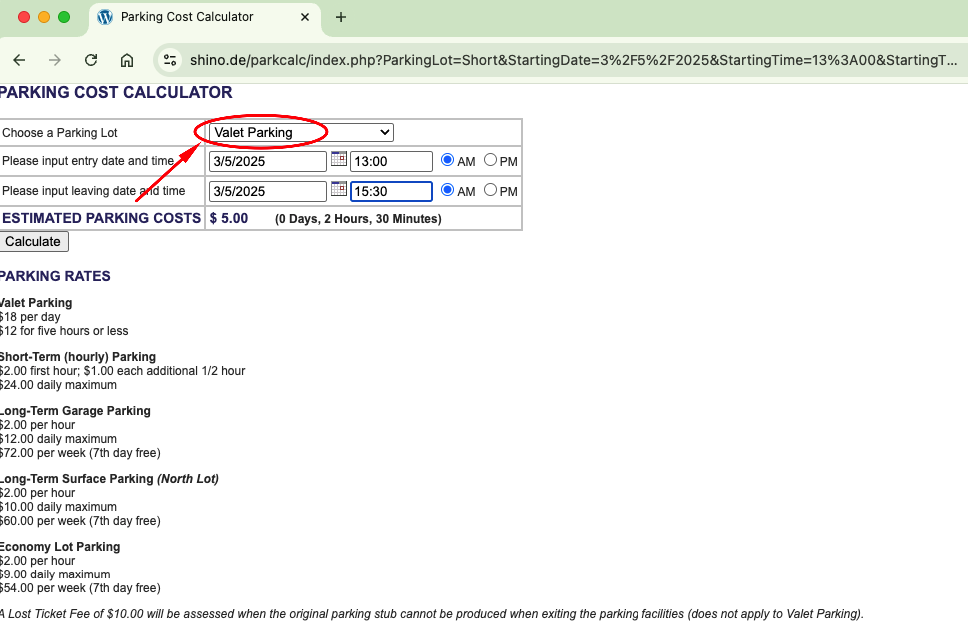 Parking Cost Calculator
shino.de/parkcalc/index.php?ParkingLot=Short&StartingDate=3%2F5%2F2025&StartingTime=13%3A00&StartingT...
PARKING COST CALCULATOR
Choose a Parking Lot Valet Parking
Please input entry date and time 3/5/2025 13:00 AM PM
Please input leaving date and time 3/5/2025 15:30 AM PM
ESTIMATED PARKING COSTS $ 5.00 (0 Days, 2 Hours, 30 Minutes)
Calculate
PARKING RATES
Valet Parking
$18 per day
$12 for five hours or less
Short-Term (hourly) Parking
$2.00 first hour; $1.00 each additional 1/2 hour
$24.00 daily maximum
Long-Term Garage Parking
$2.00 per hour
$12.00 daily maximum
$72.00 per week (7th day free)
Long-Term Surface Parking (North Lot)
$2.00 per hour
$10.00 daily maximum
$60.00 per week (7th day free)
Economy Lot Parking
$2.00 per hour
$9.00 daily maximum
$54.00 per week (7th day free)
A Lost Ticket Fee of $10.00 will be assessed when the original parking stub cannot be produced when exiting the parking facilities (does not apply to Valet Parking).